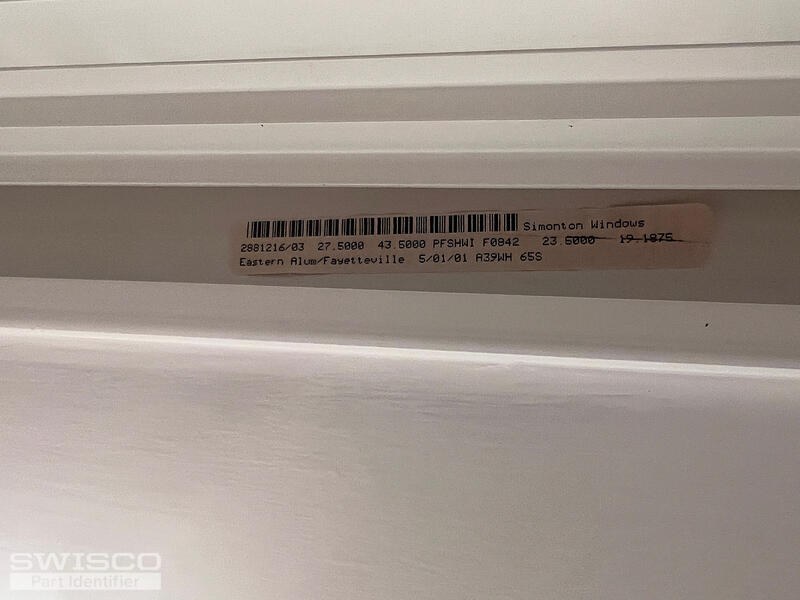 Simonton Windows
2881216/03 27.5000 43.5000 PFSHWI F0842 23.5000 19.1875
Eastern Alum/Fayetteville 5/01/01 A39WH 65S
SWISCO
Part Identifier